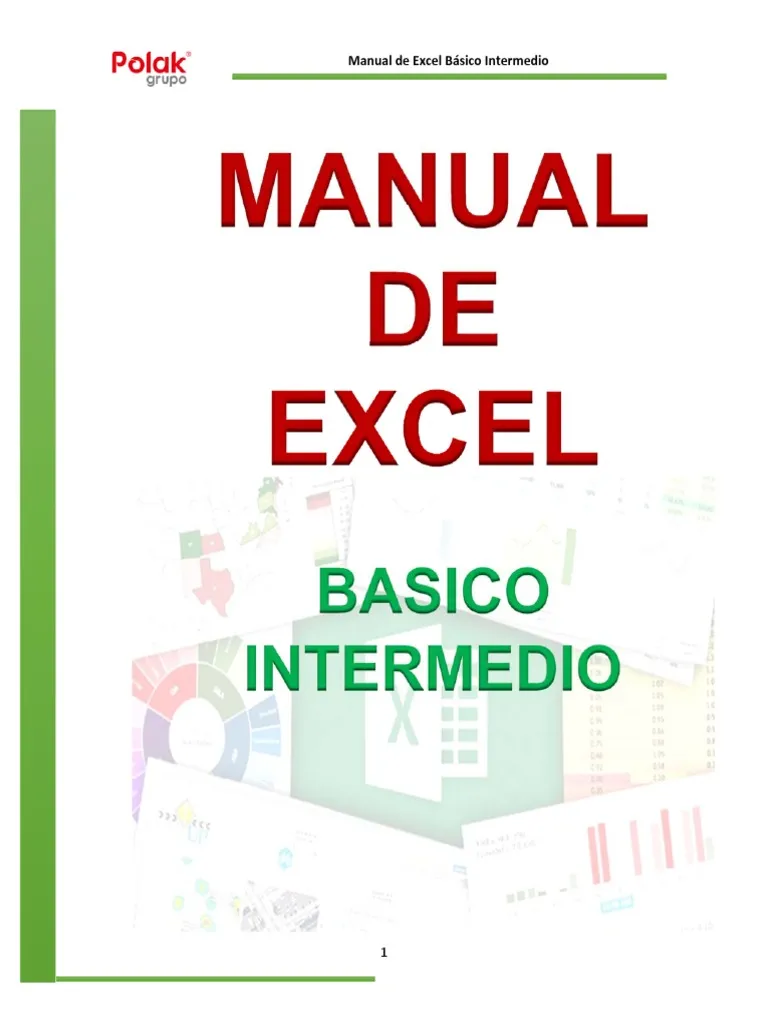 Polak®
grupo
Manual de Excel Básico Intermedio
MANUAL
DE
EXCEL
BASICO
INTERMEDIO
X
1